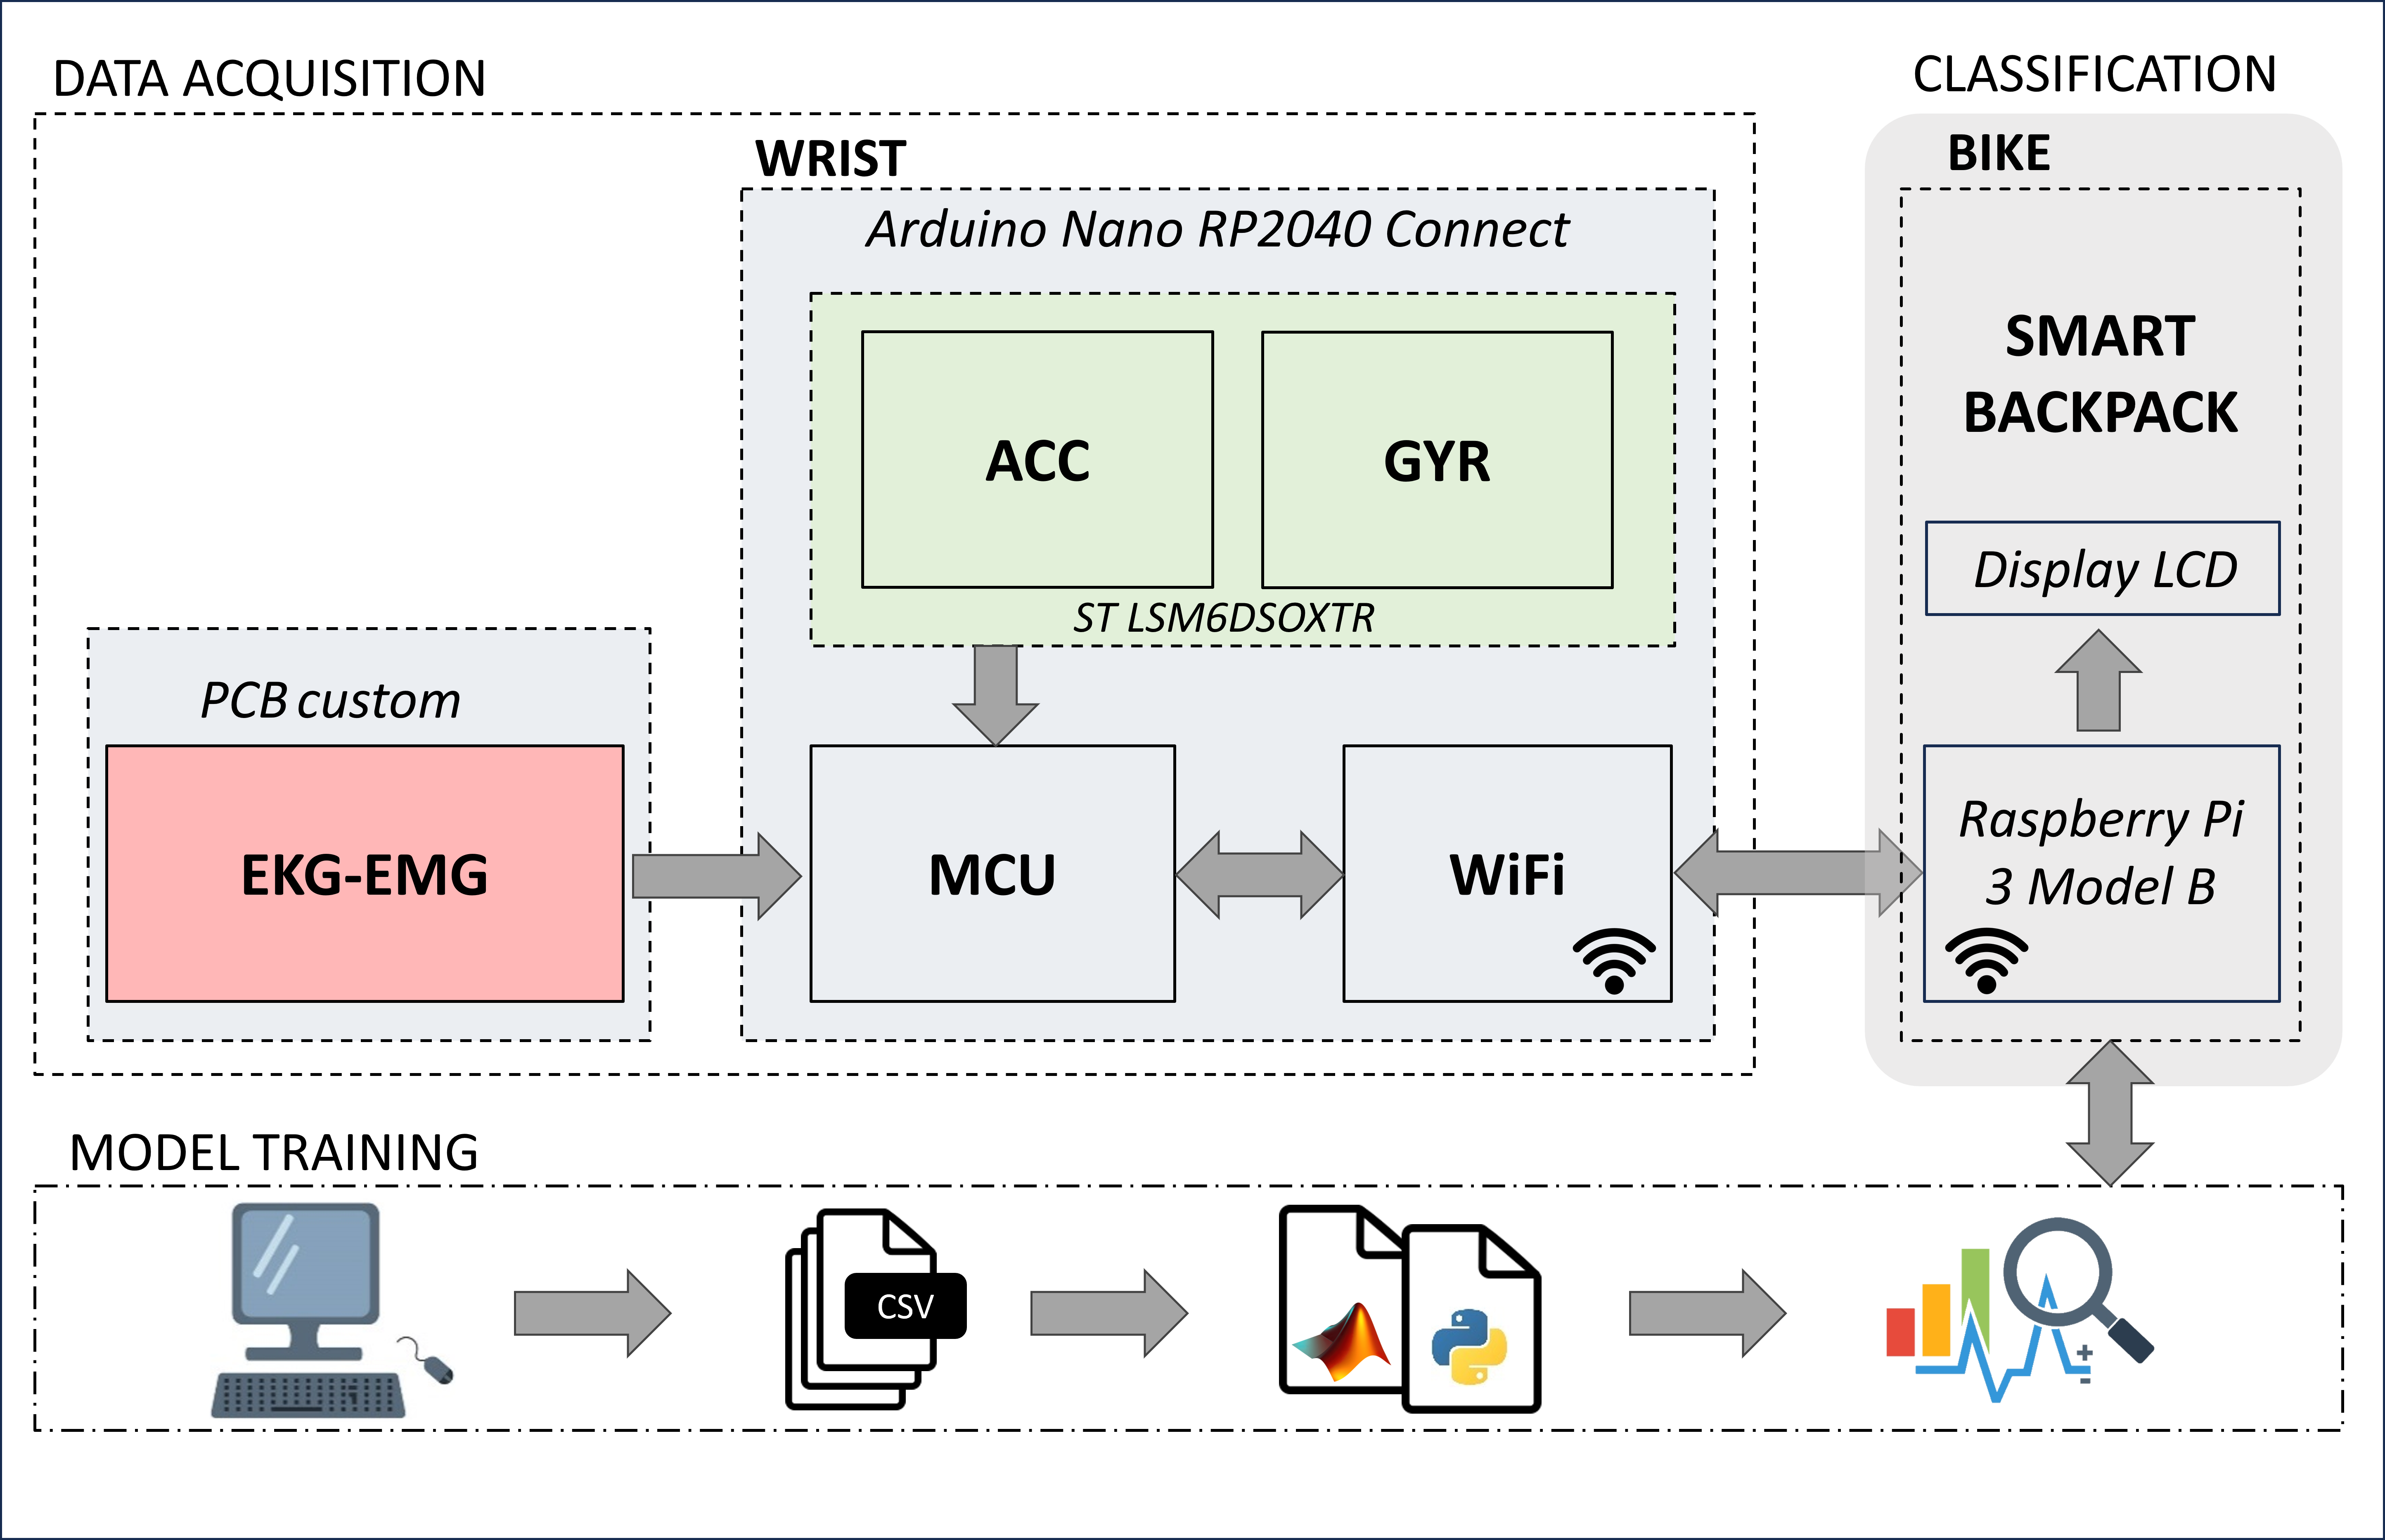 DATA ACQUISITION
CLASSIFICATION
WRIST
BIKE
Arduino Nano RP2040 Connect
SMART
BACKPACK
ACC
GYR
ST LSM6DSOXTR
Display LCD
PCB custom
EKG-EMG
MCU
WiFi
Raspberry Pi
3 Model B
MODEL TRAINING
CSV